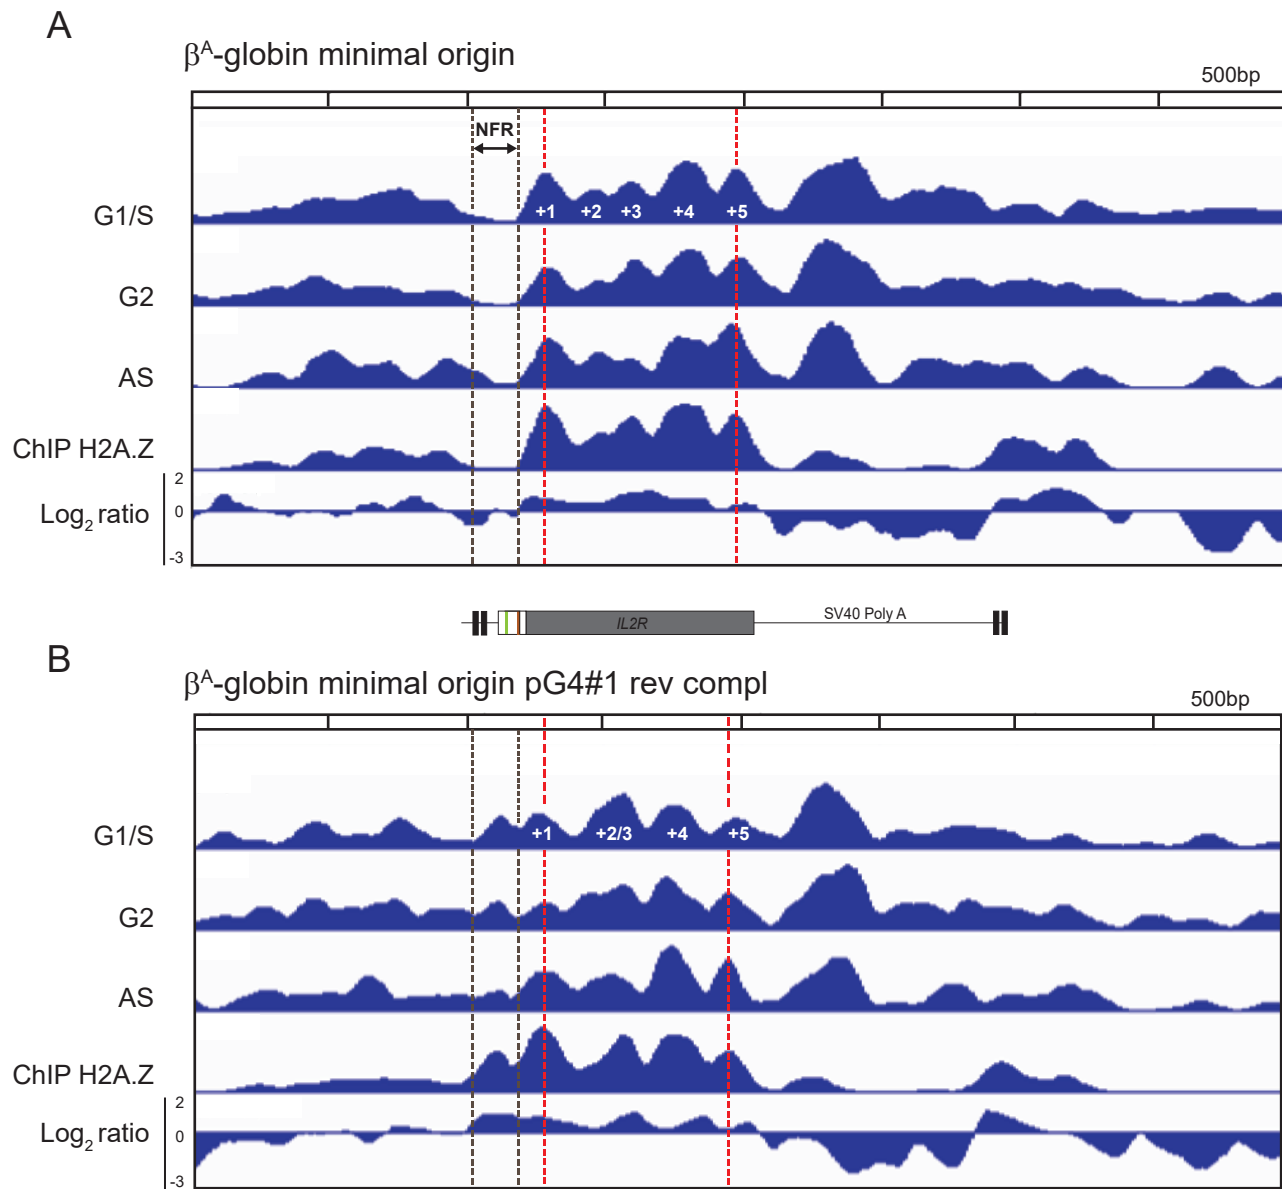 A
βᴬ-globin minimal origin
500bp
NFR
G1/S
+1 +2 +3 +4 +5
G2
AS
ChIP H2A.Z
2
Log₂ ratio 0
-3
IL2R
SV40 Poly A
B
βᴬ-globin minimal origin pG4#1 rev compl
500bp
G1/S
+1 +2/3 +4 +5
G2
AS
ChIP H2A.Z
2
Log₂ ratio 0
-3